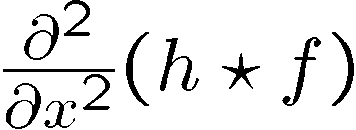 ∂²/∂x² (h ⋆ f)